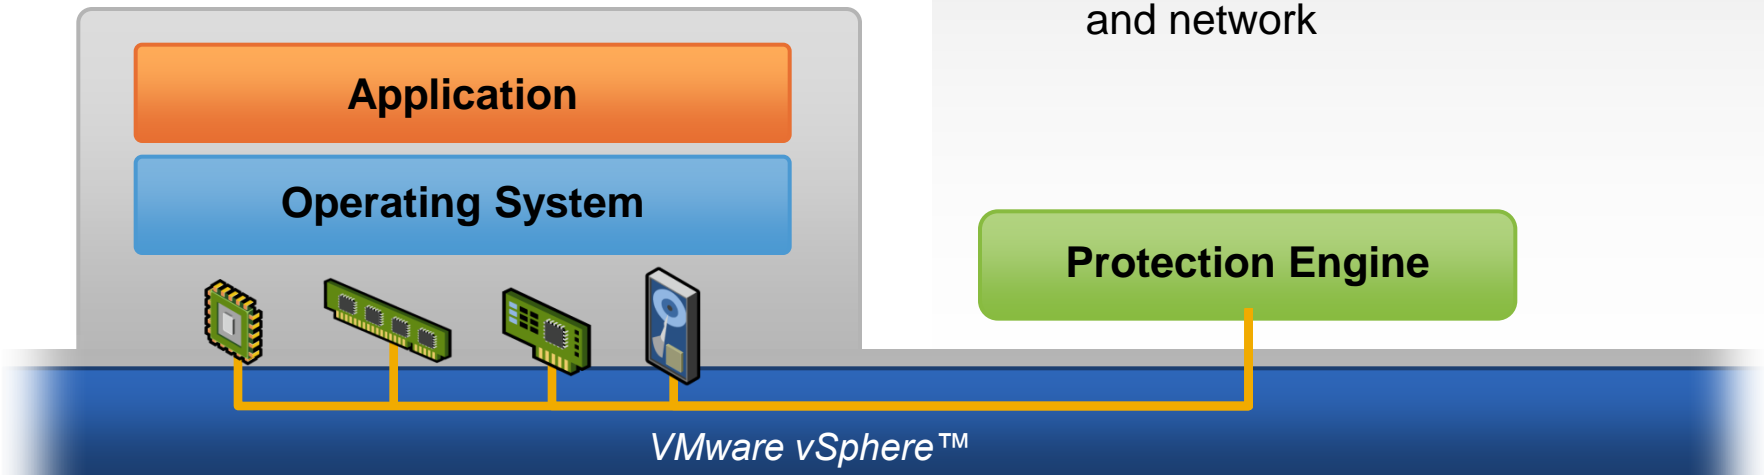 and network
Application
Operating System
Protection Engine
VMware vSphere™